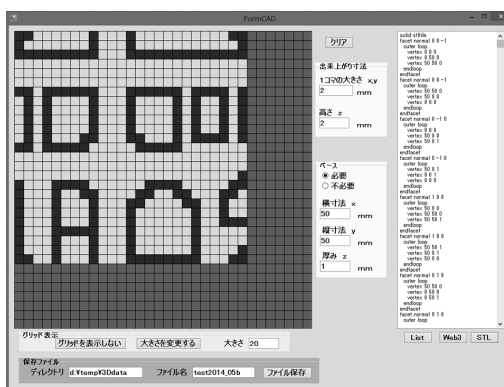 FormCAD
クリア
出来上がり寸法
1コマの大きさ x,y
2 mm
高さ z
2 mm
ベース
必要
不必要
横寸法 x
50 mm
縦寸法 y
50 mm
厚み z
1 mm
solid stlfile
facet normal 0 0 -1
outer loop
vertex 0 0 0
vertex 0 50 0
vertex 50 50 0
endloop
endfacet
facet normal 0 0 -1
outer loop
vertex 50 50 0
vertex 50 0 0
vertex 0 0 0
endloop
endfacet
facet normal 0 -1 0
outer loop
vertex 0 0 0
vertex 50 0 0
vertex 50 0 1
endloop
endfacet
facet normal 0 -1 0
outer loop
vertex 50 0 1
vertex 0 0 1
vertex 0 0 0
endloop
endfacet
facet normal 1 0 0
outer loop
vertex 50 0 0
vertex 50 50 0
vertex 50 50 1
endloop
endfacet
facet normal 1 0 0
outer loop
vertex 50 50 1
vertex 50 0 1
vertex 50 0 0
endloop
endfacet
facet normal 0 1 0
outer loop
vertex 50 50 0
vertex 0 50 0
vertex 0 50 1
endloop
endfacet
facet normal 0 1 0
outer loop
List Web3 STL
グリッド表示
グリッドを表示しない 大きさを変更する 大きさ 20
保存ファイル
ディレクトリ d:¥temp¥3Ddata ファイル名 test2014_05b ファイル保存